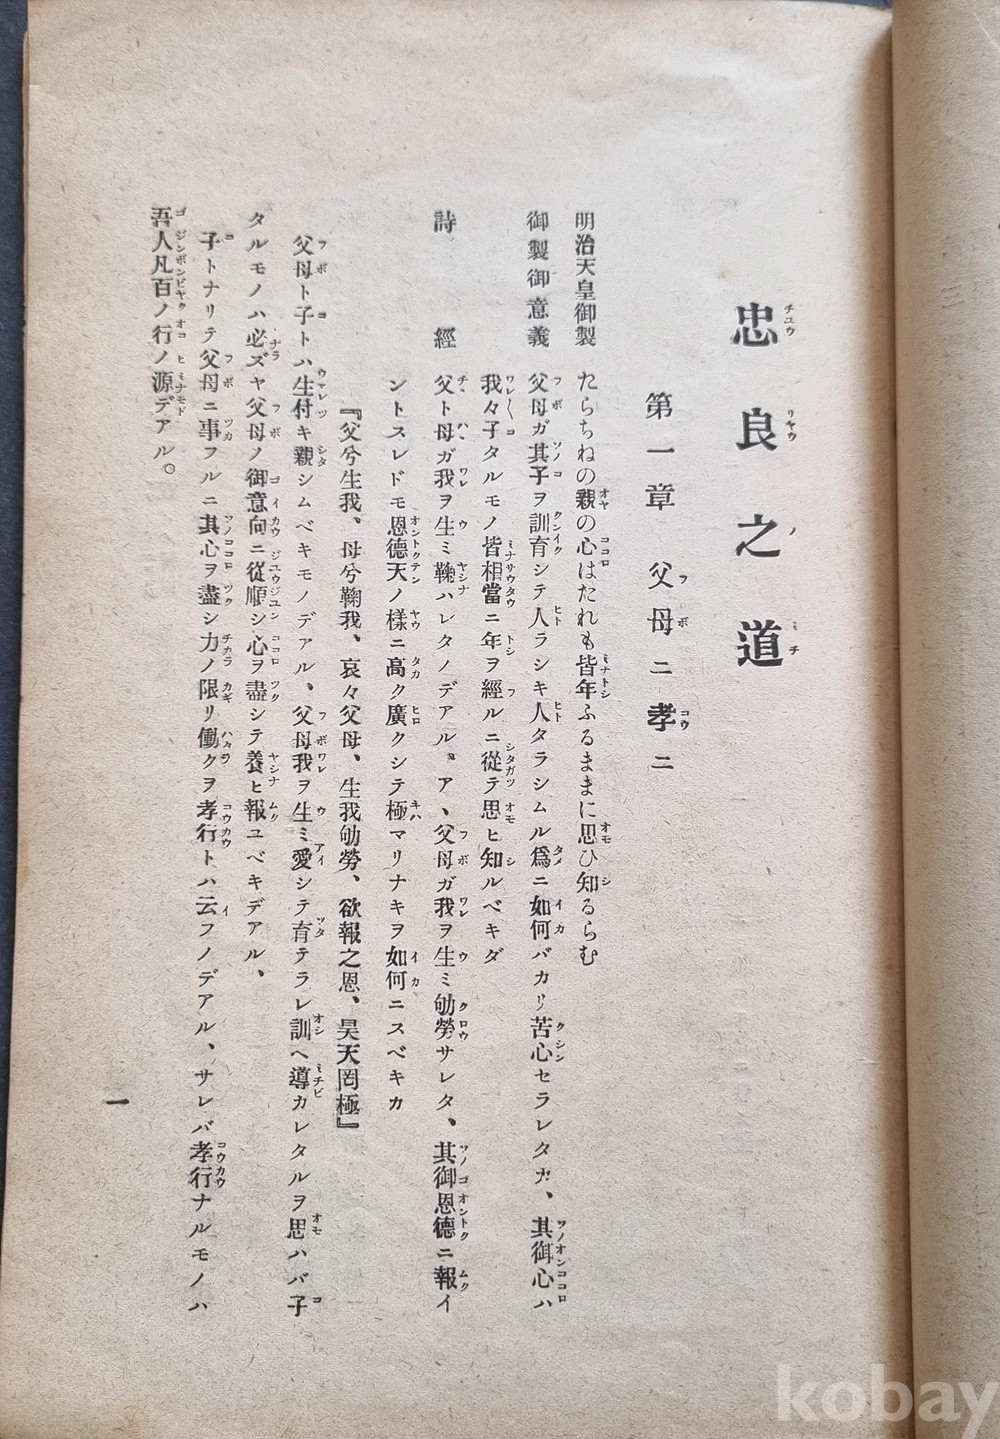 忠良之道
第一章 父母ニ孝ニ
明治天皇御製 たらちねの親の心はたれも皆年ふるままに思ひ知るらむ
御製御意義 父母ガ其子ヲ訓育シテ人ラシキ人タラシムル爲ニ如何バカリ苦心セラレタカ、其御心ハ
我々子タルモノ皆相當ニ年ヲ經ルニ從テ思ヒ知ルベキダ
詩經 父ト母ガ我ヲ生ミ鞠ハレタノデアル。ア、父母ガ我ヲ生ミ劬勞サレタ、其御恩德ニ報イ
ントスレドモ恩德天ノ樣ニ高ク廣クシテ極マリナキヲ如何ニスベキカ
『父兮生我、母兮鞠我、哀々父母、生我劬勞、欲報之恩、昊天罔極』
父母ト子トハ生付キ親シムベキモノデアル、父母我ヲ生ミ愛シテ育テラレ訓ヘ導カレタルヲ思ハバ子
タルモノハ必ズヤ父母ノ御意向ニ從順シ心ヲ盡シテ養ヒ報ユベキデアル、
子トナリテ父母ニ事フルニ其心ヲ盡シ力ノ限リ働クヲ孝行トハ云フノデアル、サレバ孝行ナルモノハ
吾人凡百ノ行ノ源デアル。
一
kobay